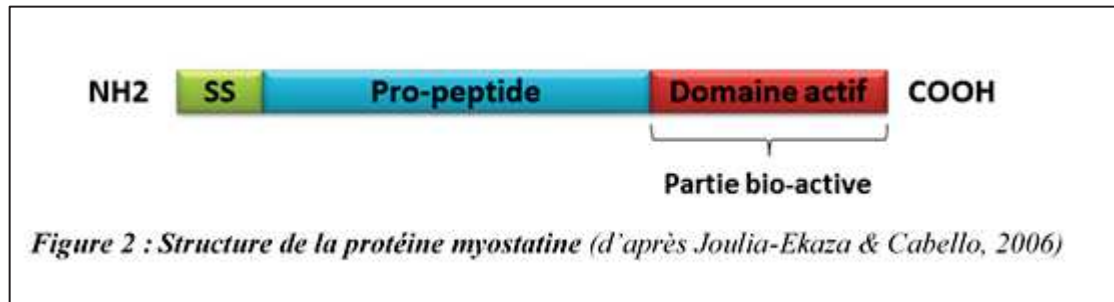 NH2 SS Pro-peptide Domaine actif COOH
Partie bio-active
Figure 2 : Structure de la protéine myostatine (d'après Joulia-Ekaza & Cabello, 2006)